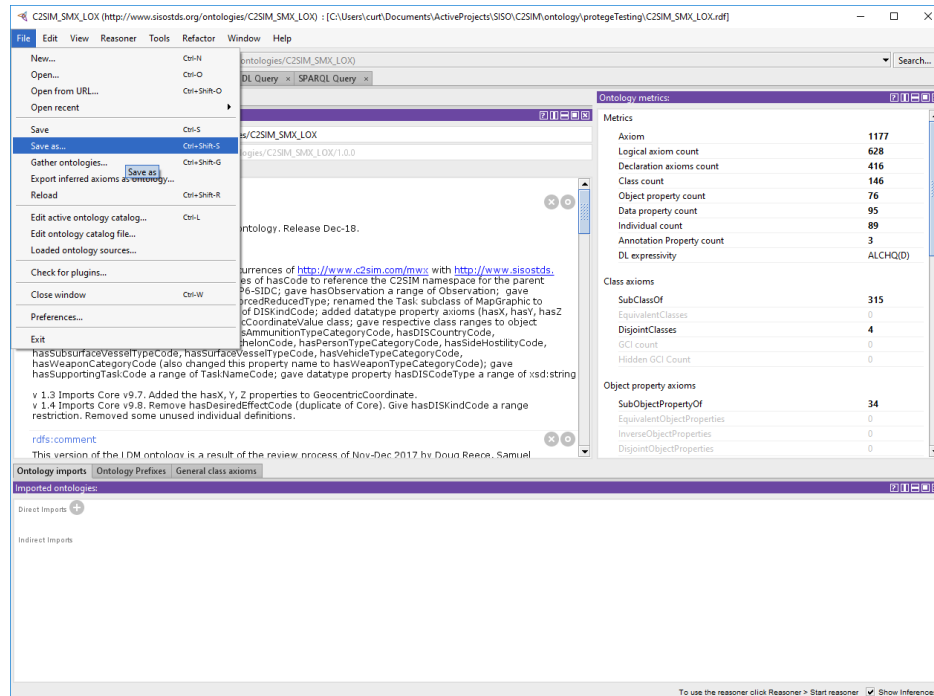 C2SIM_SMX_LOX (http://www.sisostds.org/ontologies/C2SIM_SMX_LOX) : [C:\Users\curt\Documents\ActiveProjects\SISO\C2SIM\ontology\protegeTesting\C2SIM_SMX_LOX.rdf]
File Edit View Reasoner Tools Refactor Window Help
New... Ctrl-N
Open... Ctrl-O
Open from URL... Ctrl+Shift-O
Open recent
Save Ctrl-S
Save as... Ctrl+Shift-S
Gather ontologies... Ctrl+Shift-G
Save as
Export inferred axioms as ontology...
Reload Ctrl+Shift-R
Edit active ontology catalog... Ctrl-L
Edit ontology catalog file...
Loaded ontology sources...
Check for plugins...
Close window Ctrl-W
Preferences...
Exit
ontologies/C2SIM_SMX_LOX)
Search...
DL Query × SPARQL Query ×
es/C2SIM_SMX_LOX
logies/C2SIM_SMX_LOX/1.0.0
ontology. Release Dec-18.
urrences of http://www.c2sim.com/mwx with http://www.sisostds.
es of hasCode to reference the C2SIM namespace for the parent
P6-SIDC; gave hasObservation a range of Observation; gave
orcedReducedType; renamed the Task subclass of MapGraphic to
of DISKindCode; added datatype property axioms (hasX, hasY, hasZ
cCoordinateValue class; gave respective class ranges to object
sAmmunitionTypeCategoryCode, hasDISCountryCode,
thelonCode, hasPersonTypeCategoryCode, hasSideHostilityCode,
hasSubsurfaceVesselTypeCode, hasSurfaceVesselTypeCode, hasVehicleTypeCategoryCode,
hasWeaponCategoryCode (also changed this property name to hasWeaponTypeCategoryCode); gave
hasSupportingTaskCode a range of TaskNameCode; gave datatype property hasDISCodeType a range of xsd:string
v 1.3 Imports Core v9.7. Added the hasX, Y, Z properties to GeocentricCoordinate.
v 1.4 Imports Core v9.8. Remove hasDesiredEffectCode (duplicate of Core). Give hasDISKindCode a range
restriction. Removed some unused individual definitions.
rdfs:comment
This version of the LDM ontology is a result of the review process of Nov-Dec 2017 by Doug Reece, Samuel
Ontology metrics:
Metrics
Axiom 1177
Logical axiom count 628
Declaration axioms count 416
Class count 146
Object property count 76
Data property count 95
Individual count 89
Annotation Property count 3
DL expressivity ALCHQ(D)
Class axioms
SubClassOf 315
EquivalentClasses 0
DisjointClasses 4
GCI count 0
Hidden GCI Count 0
Object property axioms
SubObjectPropertyOf 34
EquivalentObjectProperties 0
InverseObjectProperties 0
DisjointObjectProperties 0
Ontology imports Ontology Prefixes General class axioms
Imported ontologies:
Direct Imports
Indirect Imports
To use the reasoner click Reasoner > Start reasoner Show Inference